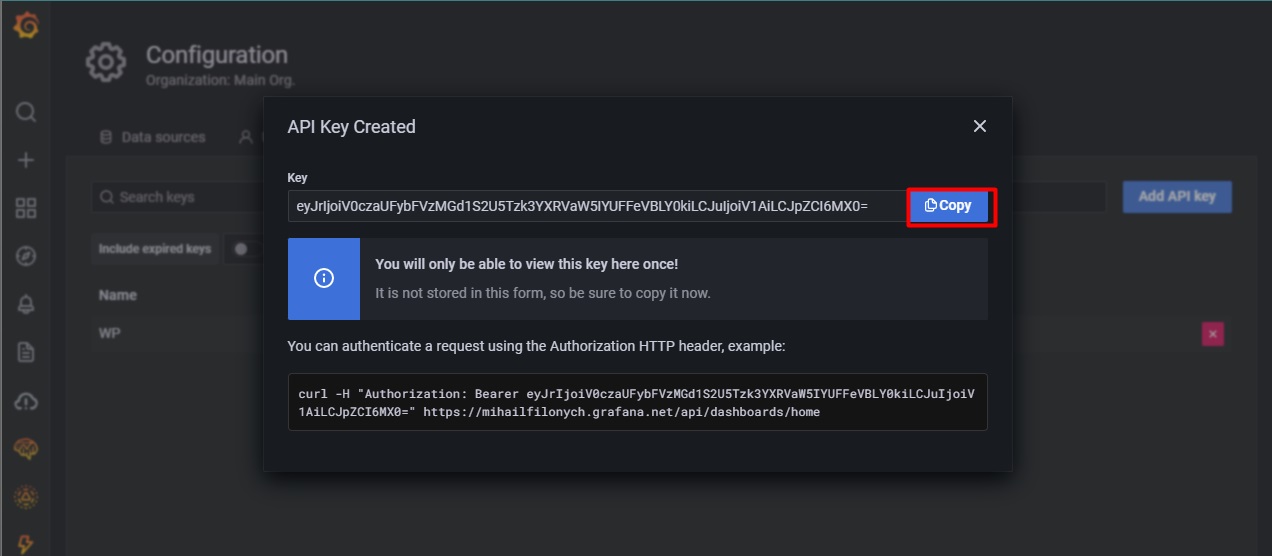 Configuration
Organization: Main Org.
Data sources
API Key Created
Key
eyJrIjoiV0czaUFybFVzMGd1S2U5Tzk3YXRVaW5IYUFFeVBLY0kiLCJuIjoiV1AiLCJpZCI6MX0=
Copy
Search keys
Add API key
Include expired keys
You will only be able to view this key here once!
It is not stored in this form, so be sure to copy it now.
Name
WP
You can authenticate a request using the Authorization HTTP header, example:
curl -H "Authorization: Bearer eyJrIjoiV0czaUFybFVzMGd1S2U5Tzk3YXRVaW5IYUFFeVBLY0kiLCJuIjoiV
1AiLCJpZCI6MX0=" https://mihailfilonych.grafana.net/api/dashboards/home